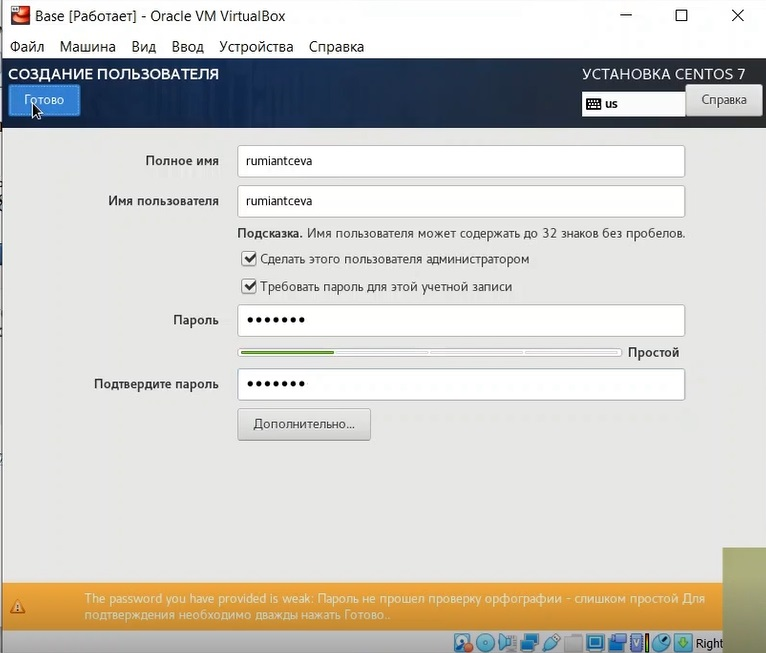 Base [Работает] - Oracle VM VirtualBox
Файл Машина Вид Ввод Устройства Справка
СОЗДАНИЕ ПОЛЬЗОВАТЕЛЯ
УСТАНОВКА CENTOS 7
Готово
us
Справка
Полное имя
rumiantceva
Имя пользователя
rumiantceva
Подсказка. Имя пользователя может содержать до 32 знаков без пробелов.
Сделать этого пользователя администратором
Требовать пароль для этой учетной записи
Пароль
•••••••
Простой
Подтвердите пароль
•••••••
Дополнительно...
The password you have provided is weak: Пароль не прошел проверку орфографии - слишком простой Для
подтверждения необходимо дважды нажать Готово..
Right